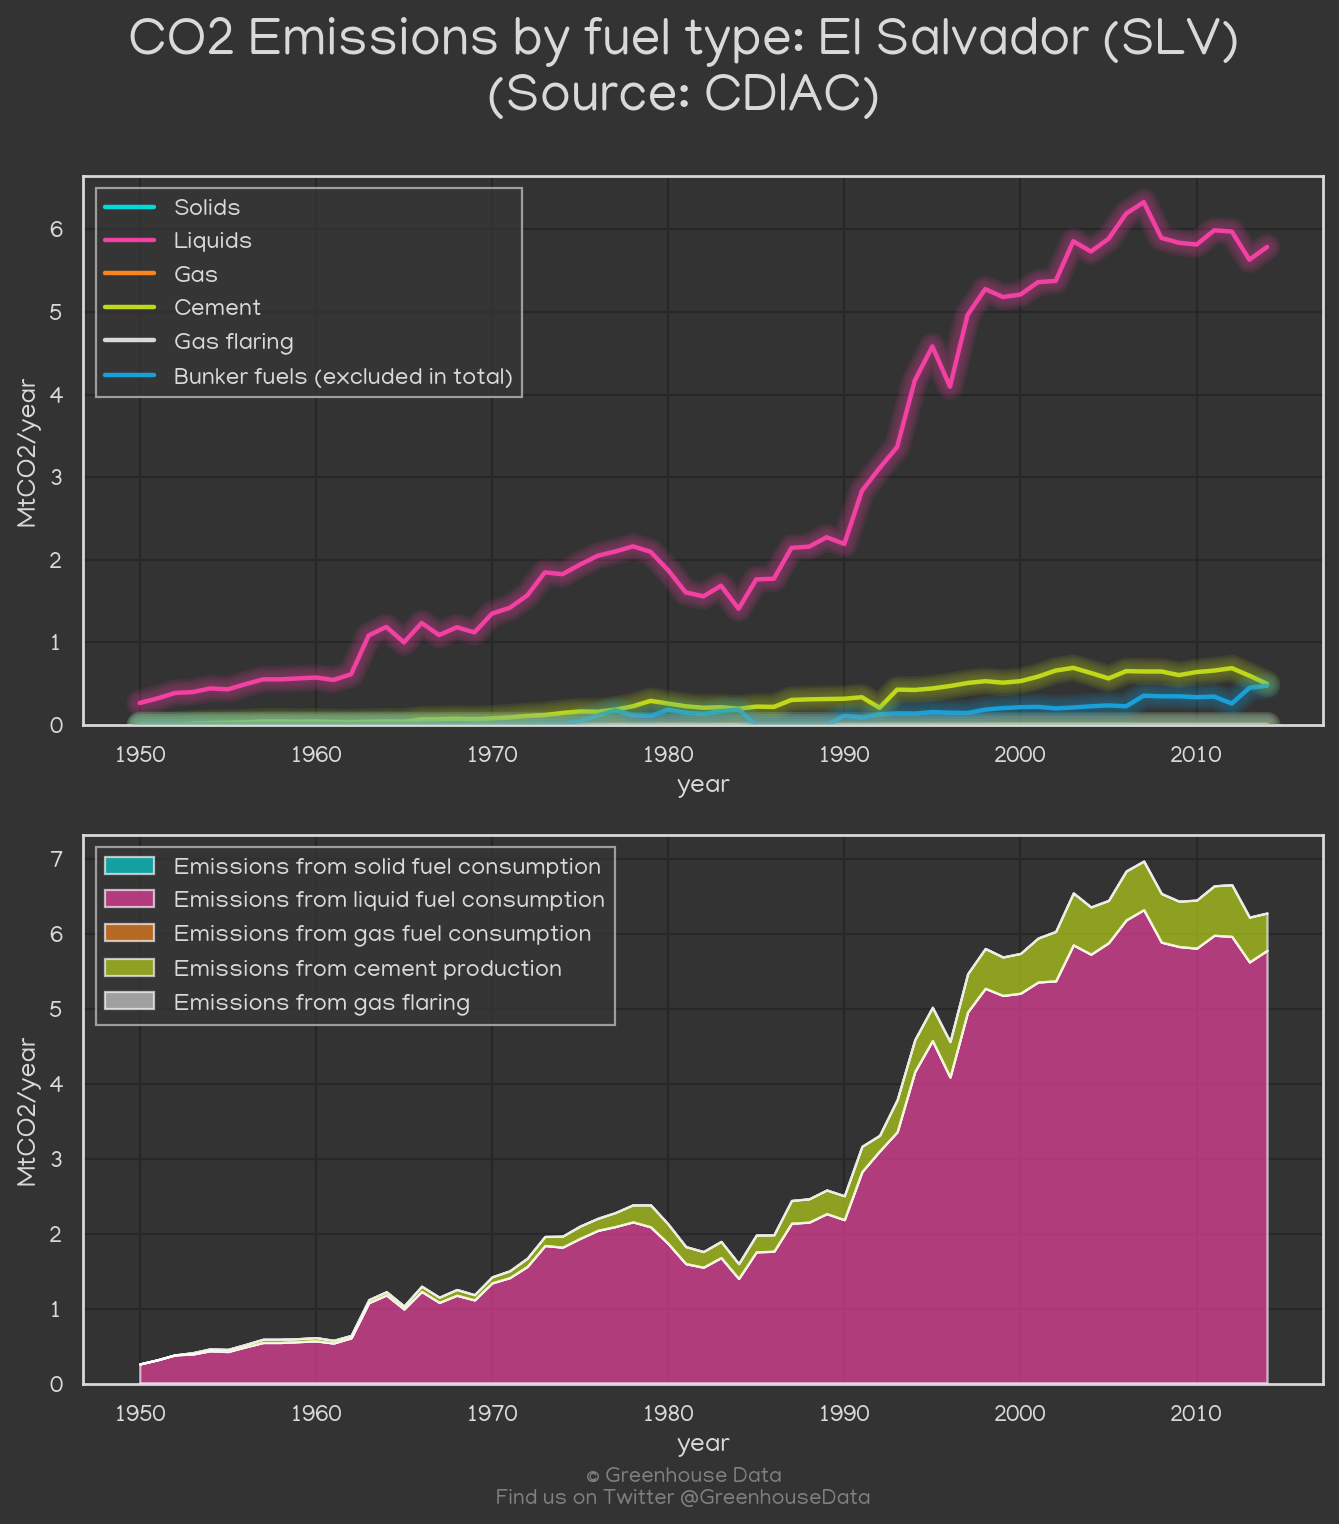 CO2 Emissions by fuel type: El Salvador (SLV)
(Source: CDIAC)
Solids
Liquids
Gas
Cement
Gas flaring
Bunker fuels (excluded in total)
6
5
4
3
2
1
0
MtCO2/year
1950 1960 1970 1980 1990 2000 2010
year
Emissions from solid fuel consumption
Emissions from liquid fuel consumption
Emissions from gas fuel consumption
Emissions from cement production
Emissions from gas flaring
7
6
5
4
3
2
1
0
MtCO2/year
1950 1960 1970 1980 1990 2000 2010
year
© Greenhouse Data
Find us on Twitter @GreenhouseData